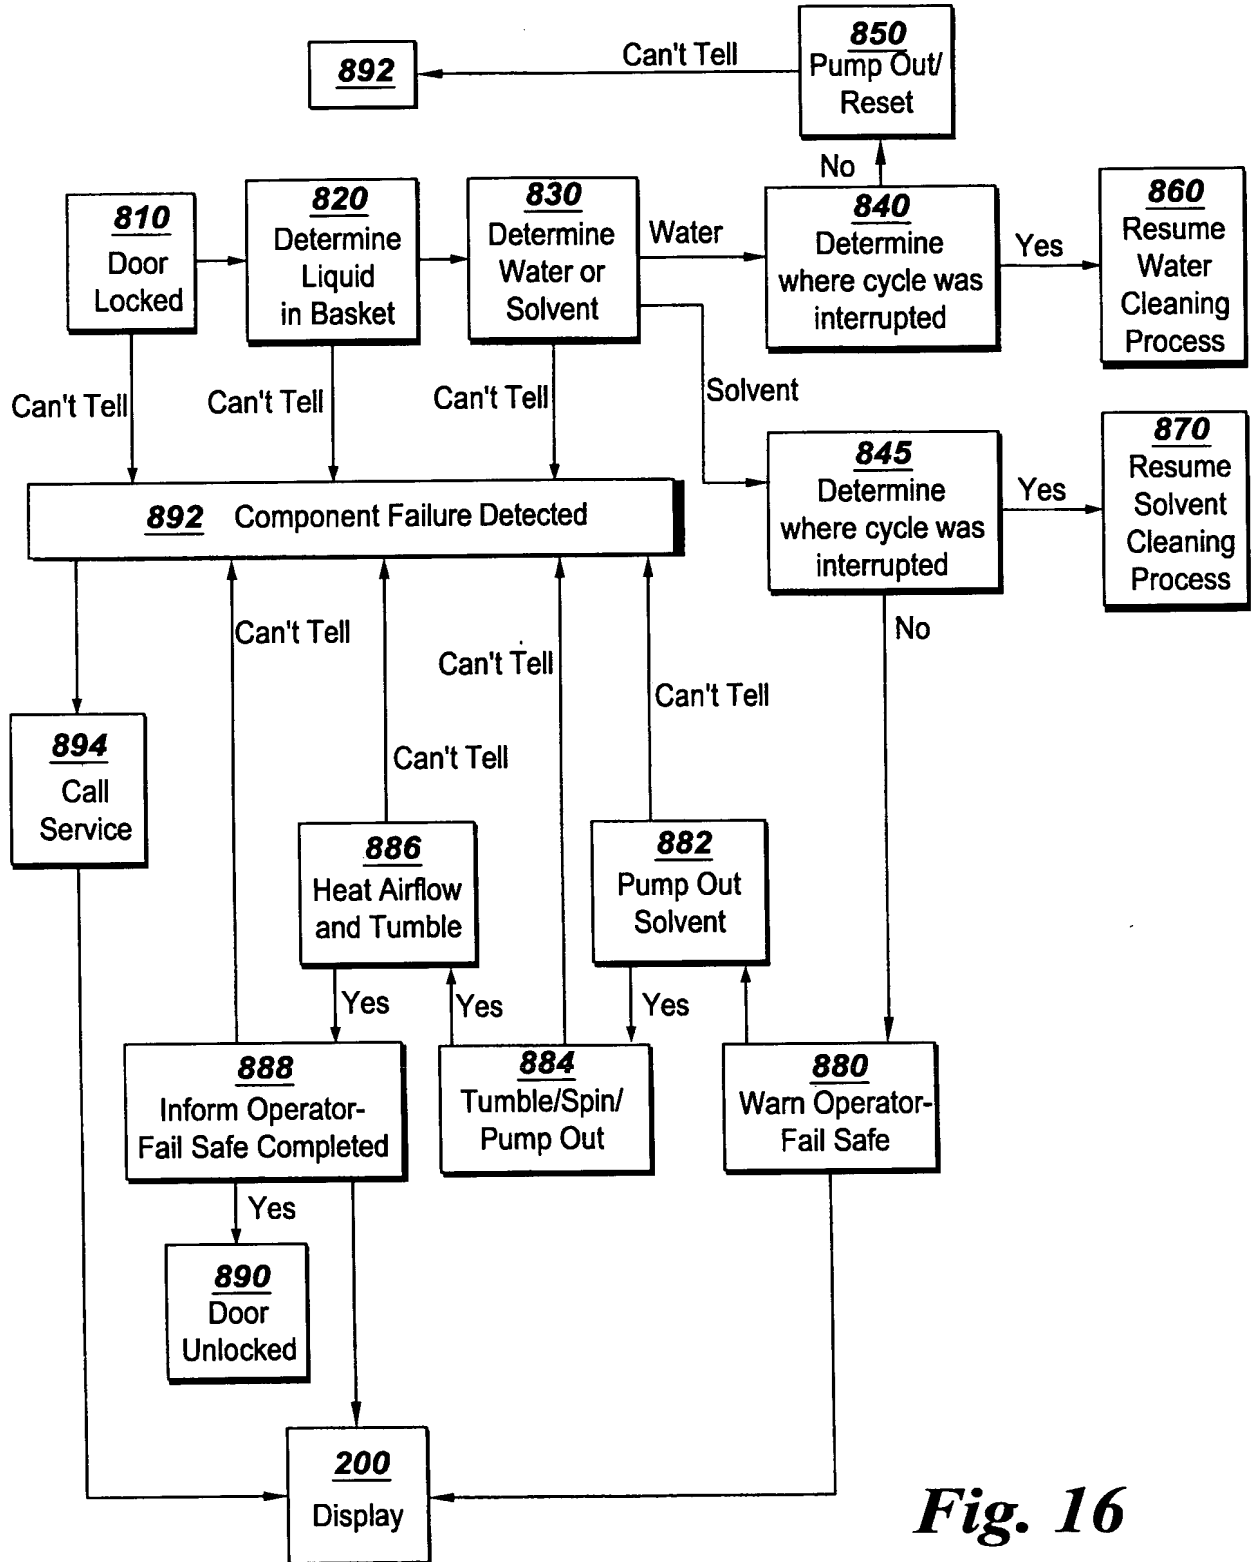 850
Pump Out/
Reset
Can't Tell
892
No
810
Door
Locked
820
Determine
Liquid
in Basket
830
Determine
Water or
Solvent
Water
840
Determine
where cycle was
interrupted
Yes
860
Resume
Water
Cleaning
Process
Can't Tell
Can't Tell
Can't Tell
Solvent
845
Determine
where cycle was
interrupted
Yes
870
Resume
Solvent
Cleaning
Process
892 Component Failure Detected
Can't Tell
Can't Tell
Can't Tell
Can't Tell
No
894
Call
Service
886
Heat Airflow
and Tumble
882
Pump Out
Solvent
Yes
Yes
Yes
888
Inform Operator-
Fail Safe Completed
884
Tumble/Spin/
Pump Out
880
Warn Operator-
Fail Safe
Yes
890
Door
Unlocked
200
Display
Fig. 16